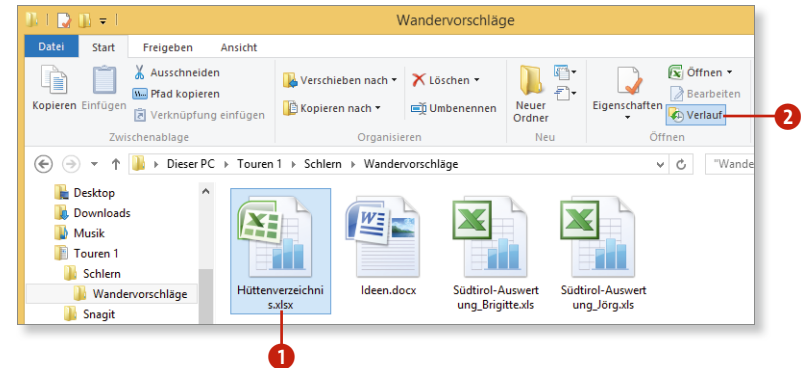 Wandervorschläge
Datei Start Freigeben Ansicht
Kopieren Einfügen
Ausschneiden
Pfad kopieren
Verknüpfung einfügen
Zwischenablage
Verschieben nach
Kopieren nach
Löschen
Umbenennen
Organisieren
Neuer
Ordner
Neu
Eigenschaften
Öffnen
Bearbeiten
Verlauf
Öffnen
2
Dieser PC Touren 1 Schlern Wandervorschläge
"Wande
Desktop
Downloads
Musik
Touren 1
Schlern
Wandervorschläge
Snagit
Hüttenverzeichni
s.xlsx
Ideen.docx
Südtirol-Auswert
ung_Brigitte.xls
Südtirol-Auswert
ung_Jörg.xls
1